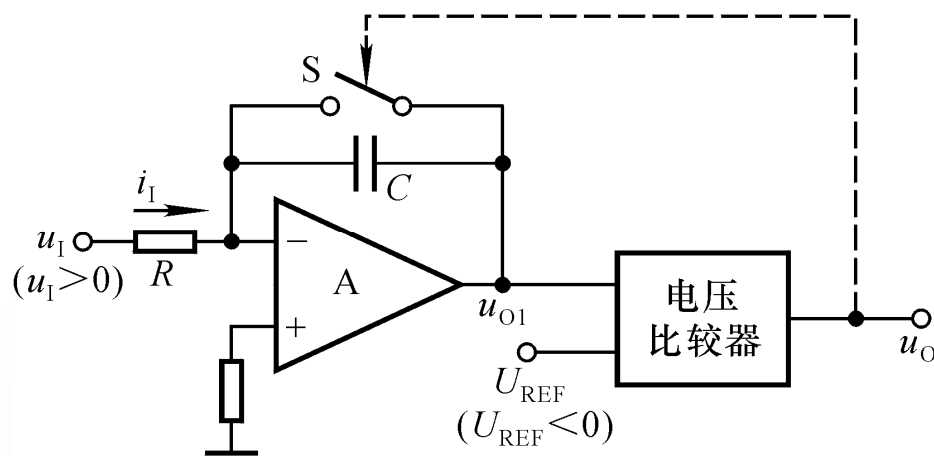 S
C
i_I
u_I
(u_I>0)
R
−
A
+
u_O1
电压
比较器
U_REF
(U_REF<0)
u_O